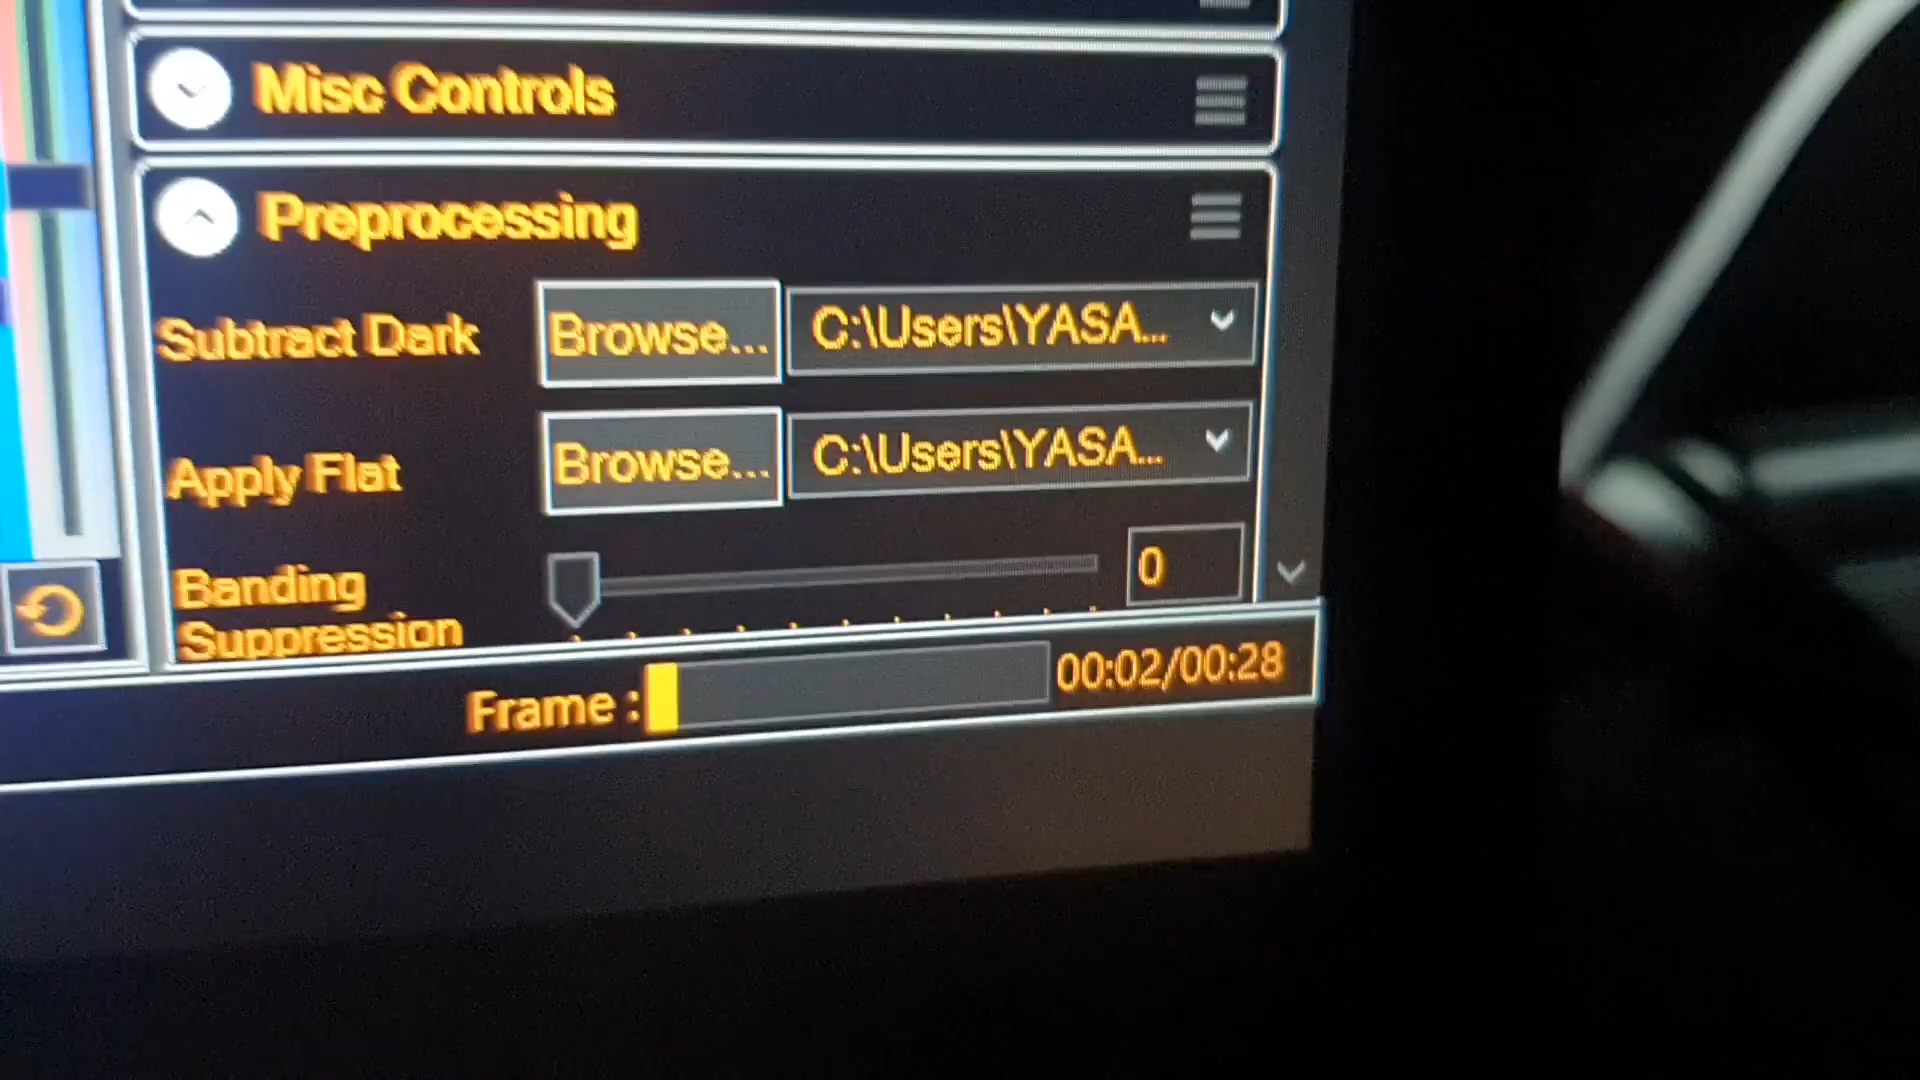 Misc Controls
Preprocessing
Subtract Dark Browse... C:\Users\YASA...
Apply Flat Browse... C:\Users\YASA...
Banding 0
Suppression
Frame : 00:02/00:28